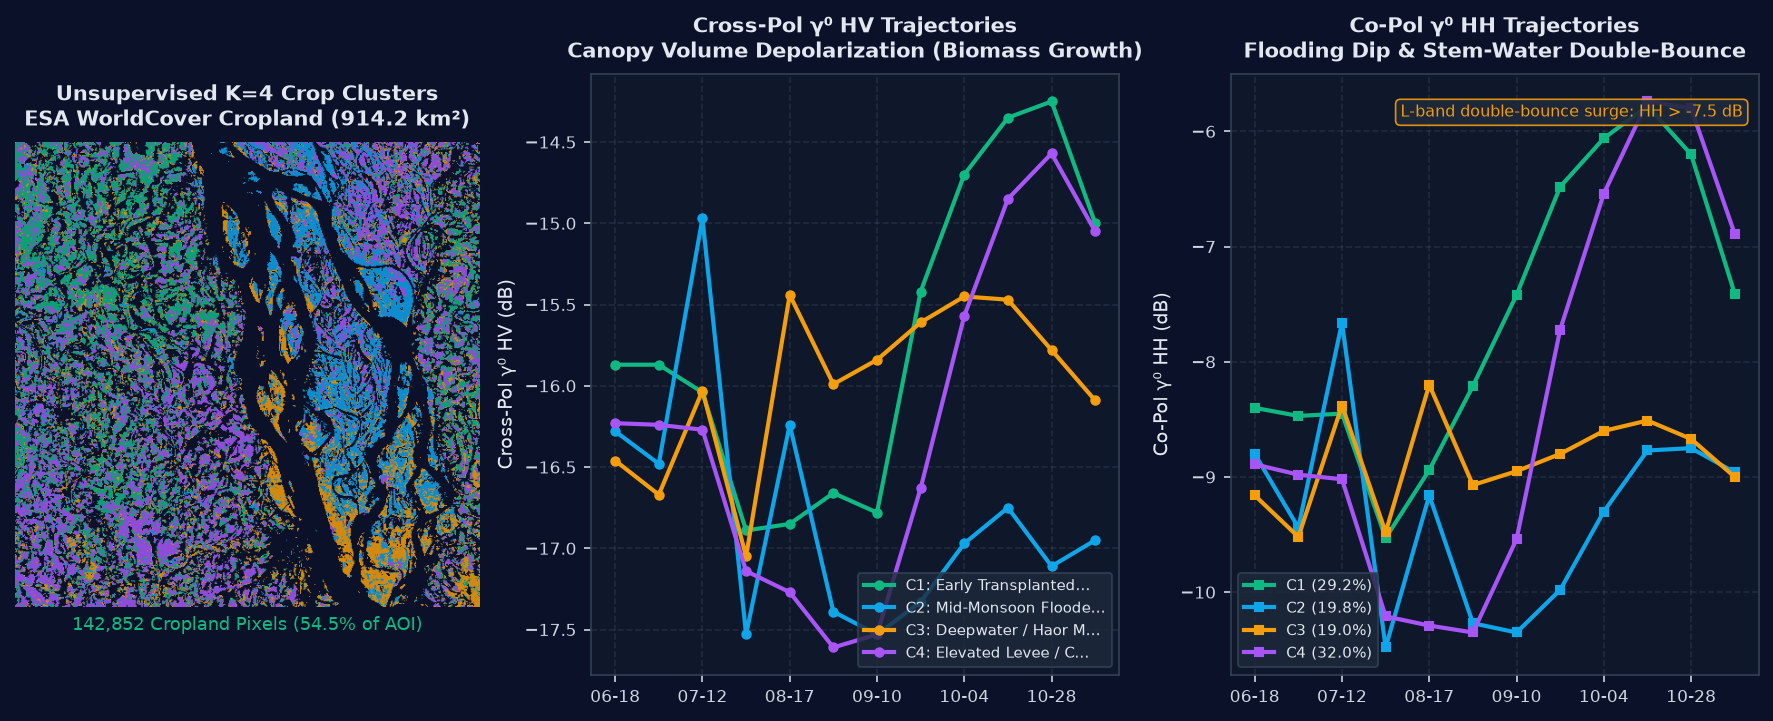 Unsupervised K=4 Crop Clusters
ESA WorldCover Cropland (914.2 km²)
142,852 Cropland Pixels (54.5% of AOI)
Cross-Pol γ⁰ HV Trajectories
Canopy Volume Depolarization (Biomass Growth)
Cross-Pol γ⁰ HV (dB)
−14.5
−15.0
−15.5
−16.0
−16.5
−17.0
−17.5
C1: Early Transplanted...
C2: Mid-Monsoon Floode...
C3: Deepwater / Haor M...
C4: Elevated Levee / C...
06-18
07-12
08-17
09-10
10-04
10-28
Co-Pol γ⁰ HH Trajectories
Flooding Dip & Stem-Water Double-Bounce
Co-Pol γ⁰ HH (dB)
L-band double-bounce surge: HH > -7.5 dB
−6
−7
−8
−9
−10
C1 (29.2%)
C2 (19.8%)
C3 (19.0%)
C4 (32.0%)
06-18
07-12
08-17
09-10
10-04
10-28